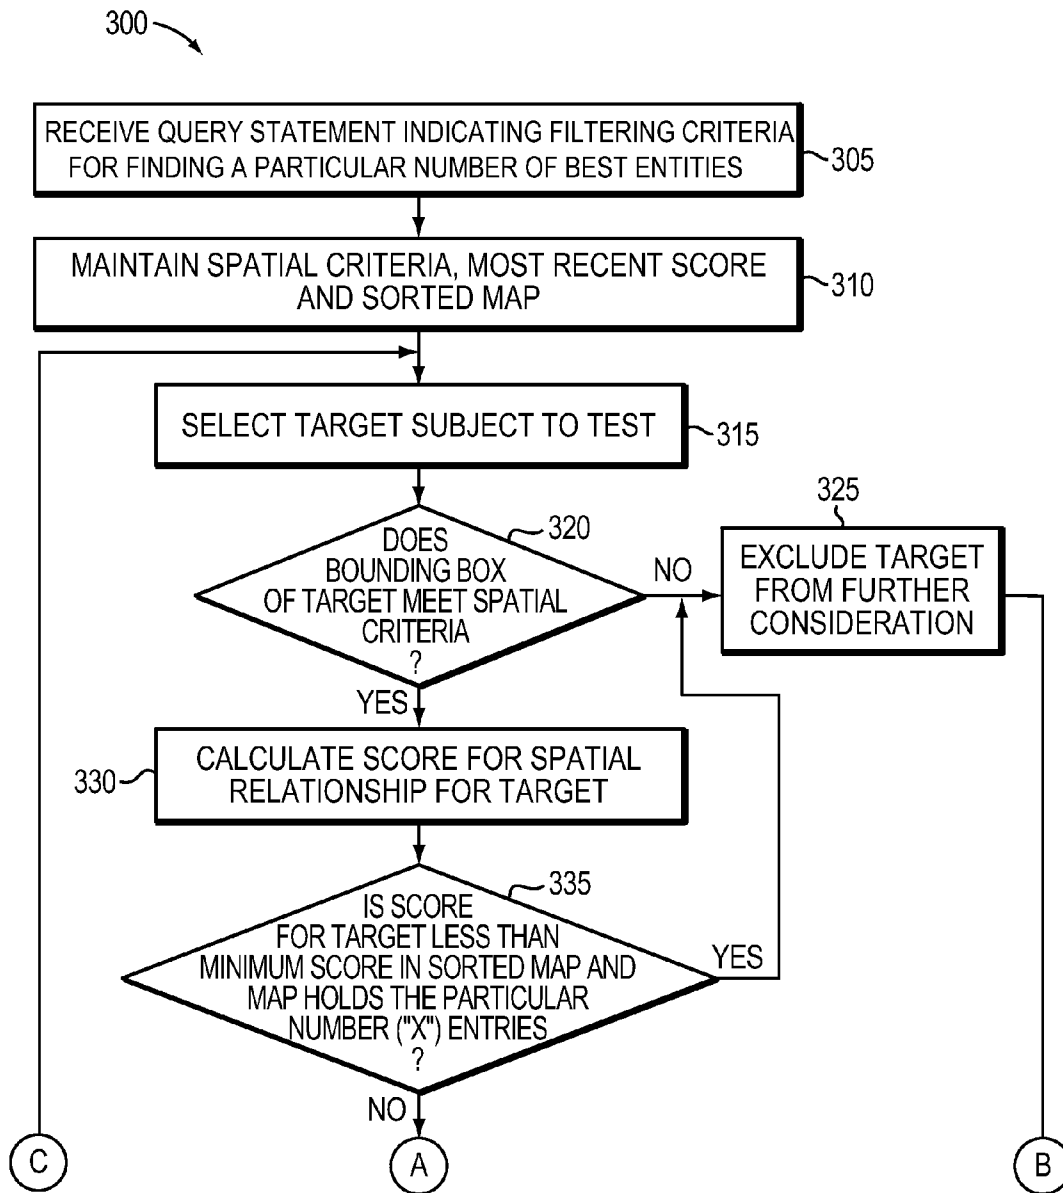 300
RECEIVE QUERY STATEMENT INDICATING FILTERING CRITERIA
FOR FINDING A PARTICULAR NUMBER OF BEST ENTITIES
305
MAINTAIN SPATIAL CRITERIA, MOST RECENT SCORE
AND SORTED MAP
310
SELECT TARGET SUBJECT TO TEST
315
DOES
BOUNDING BOX
OF TARGET MEET SPATIAL
CRITERIA
?
320
NO
325
EXCLUDE TARGET
FROM FURTHER
CONSIDERATION
YES
330
CALCULATE SCORE FOR SPATIAL
RELATIONSHIP FOR TARGET
335
IS SCORE
FOR TARGET LESS THAN
MINIMUM SCORE IN SORTED MAP AND
MAP HOLDS THE PARTICULAR
NUMBER ("X") ENTRIES
?
YES
NO
C
A
B